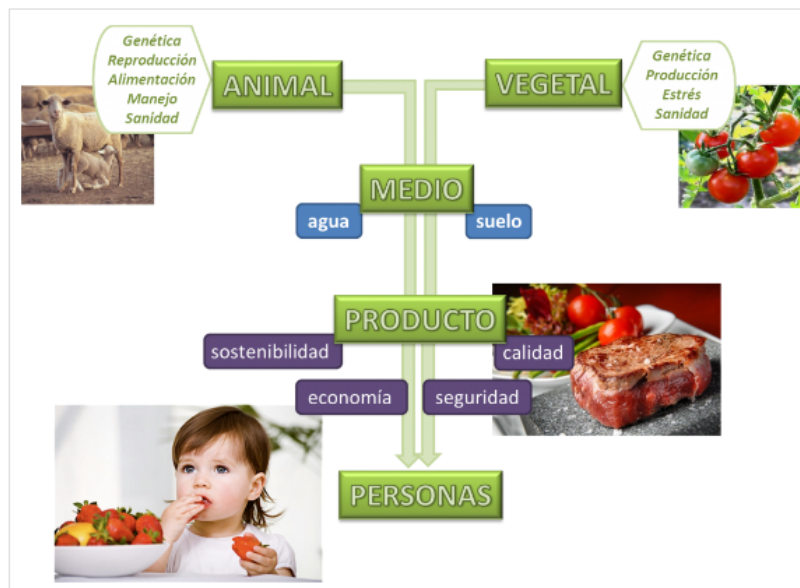 Genética
Reproducción
Alimentación
Manejo
Sanidad
ANIMAL
VEGETAL
Genética
Producción
Estrés
Sanidad
MEDIO
agua
suelo
PRODUCTO
sostenibilidad
calidad
economía
seguridad
PERSONAS